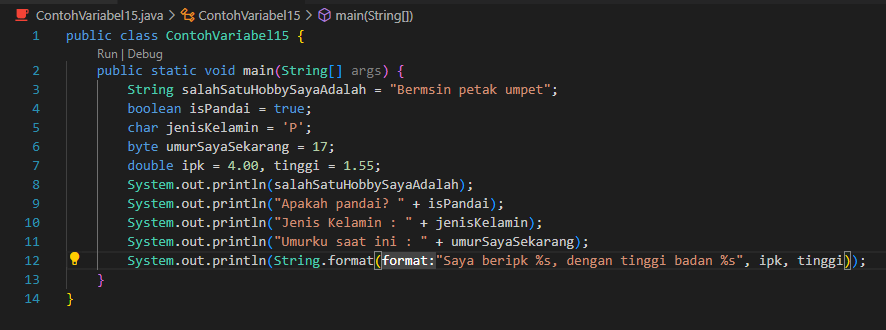 ContohVariabel15.java > ContohVariabel15 > main(String[])
1 public class ContohVariabel15 {
Run | Debug
2 public static void main(String[] args) {
3 String salahSatuHobbySayaAdalah = "Bermsin petak umpet";
4 boolean isPandai = true;
5 char jenisKelamin = 'P';
6 byte umurSayaSekarang = 17;
7 double ipk = 4.00, tinggi = 1.55;
8 System.out.println(salahSatuHobbySayaAdalah);
9 System.out.println("Apakah pandai? " + isPandai);
10 System.out.println("Jenis Kelamin : " + jenisKelamin);
11 System.out.println("Umurku saat ini : " + umurSayaSekarang);
12 System.out.println(String.format(format:"Saya beripk %s, dengan tinggi badan %s", ipk, tinggi));
13 }
14 }